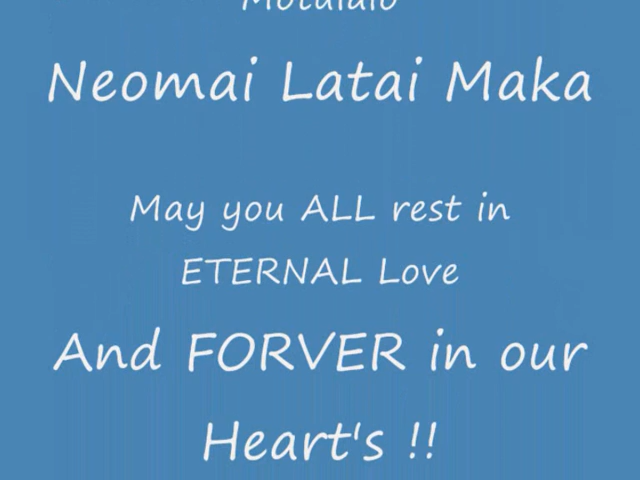 Neomai Latai Maka
May you ALL rest in
ETERNAL Love
And FORVER in our
Heart's !!